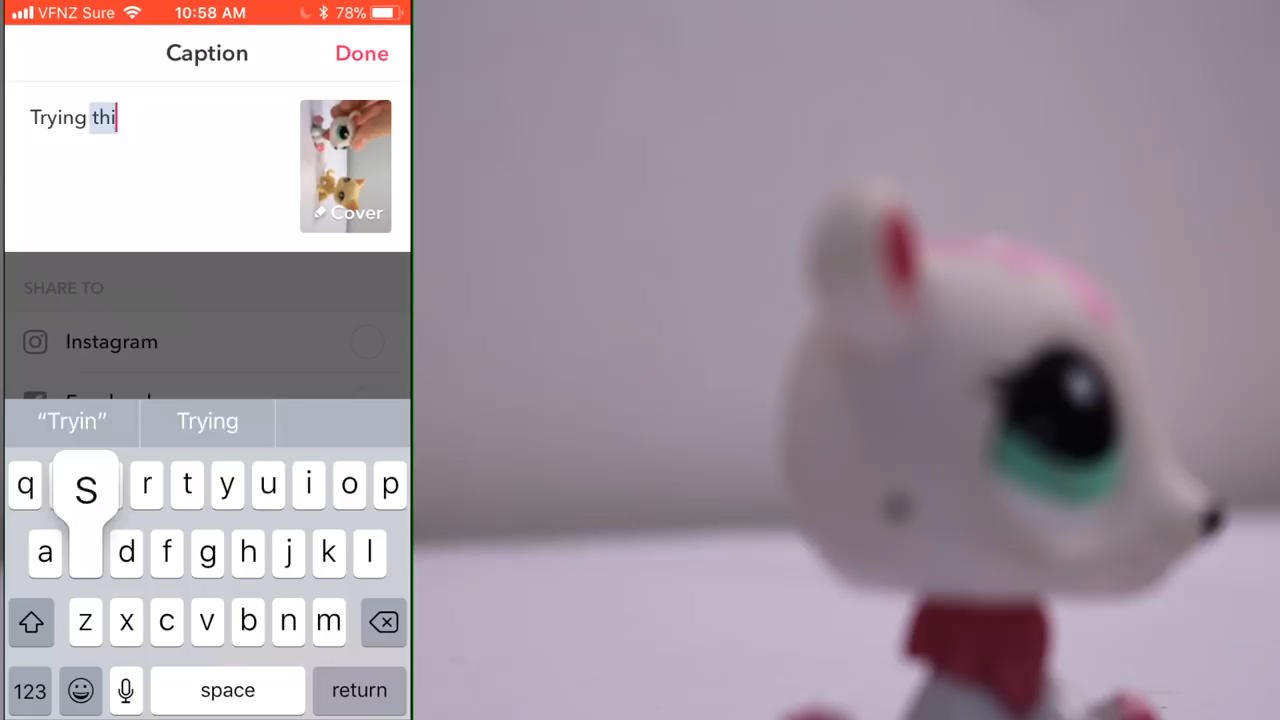 VFNZ Sure 10:58 AM 78%
Caption Done
Trying thi
Cover
SHARE TO
Instagram
"Tryin" Trying
q S r t y u i o p
a d f g h j k l
z x c v b n m
123 space return